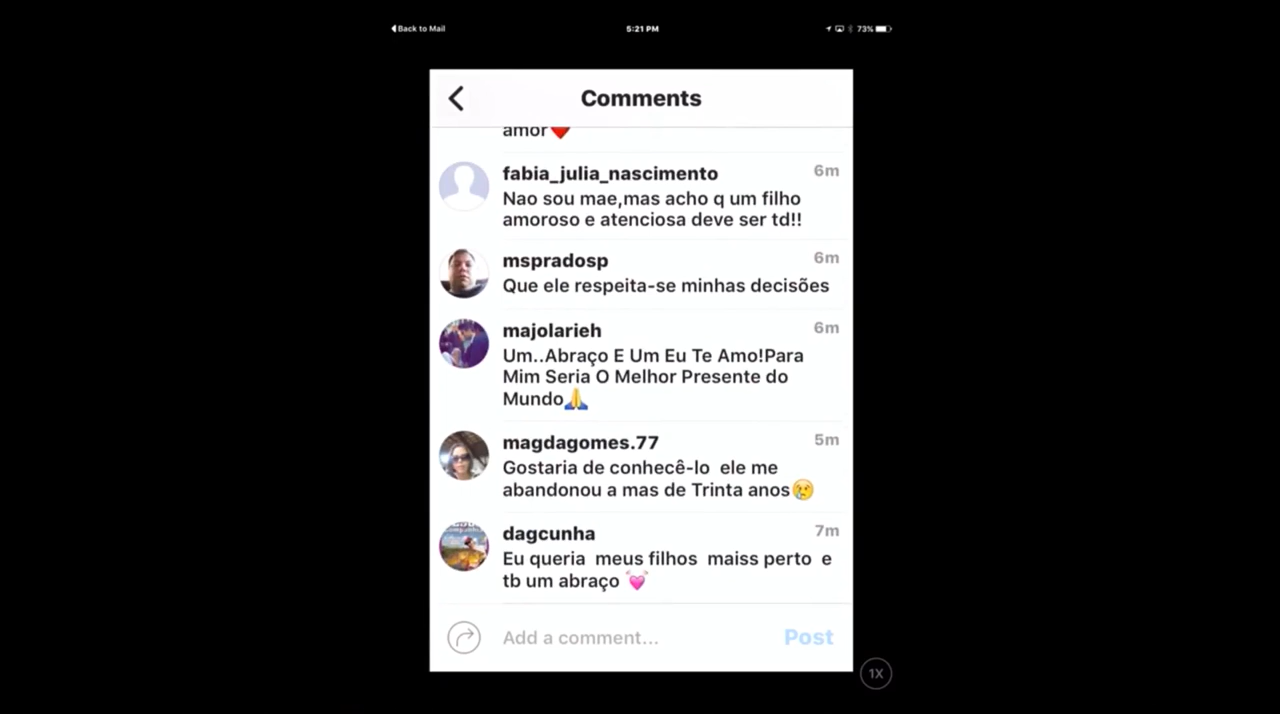 Back to Mail
5:21 PM
73%
Comments
amor❤️
fabia_julia_nascimento
6m
Nao sou mae,mas acho q um filho
amoroso e atenciosa deve ser td!!
mspradosp
6m
Que ele respeita-se minhas decisões
majolarieh
6m
Um..Abraço E Um Eu Te Amo!Para
Mim Seria O Melhor Presente do
Mundo🙏
magdagomes.77
5m
Gostaria de conhecê-lo  ele me
abandonou a mas de Trinta anos😢
dagcunha
7m
Eu queria  meus filhos  maiss perto  e
tb um abraço 💓
Add a comment...
Post
1X